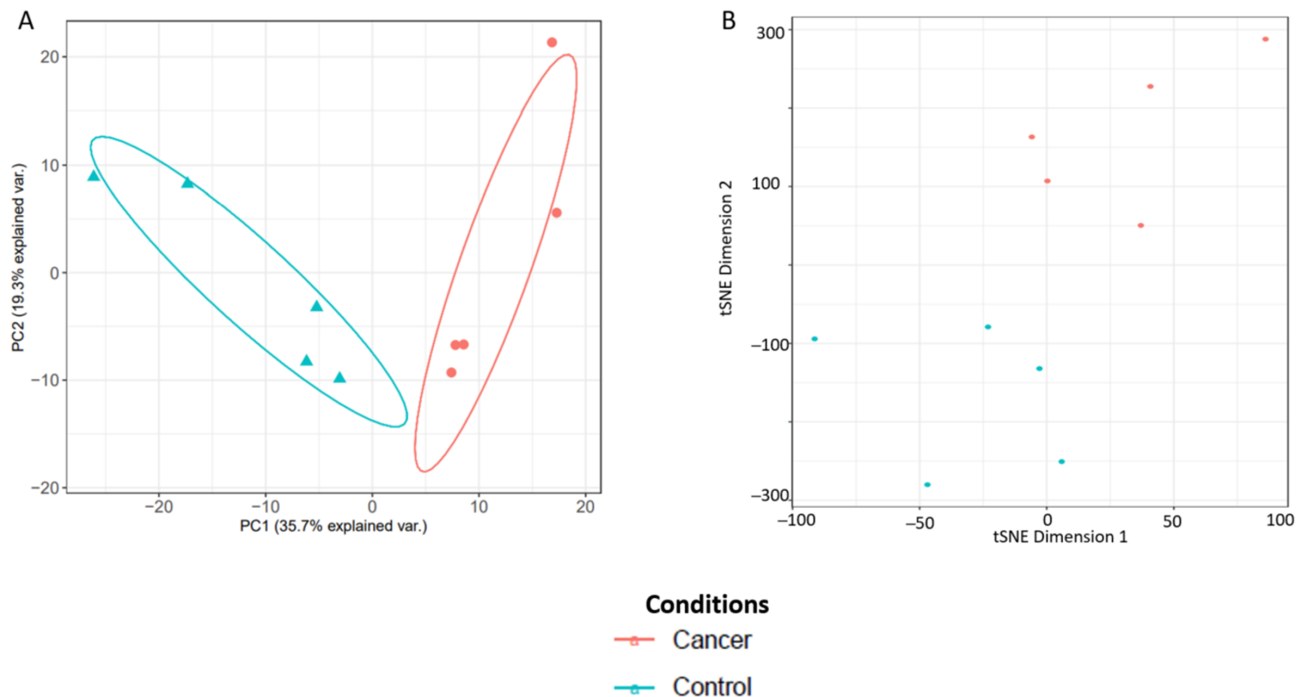 A
20
10
0
−10
−20
PC2 (19.3% explained var.)
−20
−10
0
10
20
PC1 (35.7% explained var.)
B
300
100
−100
−300
tSNE Dimension 2
−100
−50
0
50
100
tSNE Dimension 1
Conditions
a Cancer
a Control